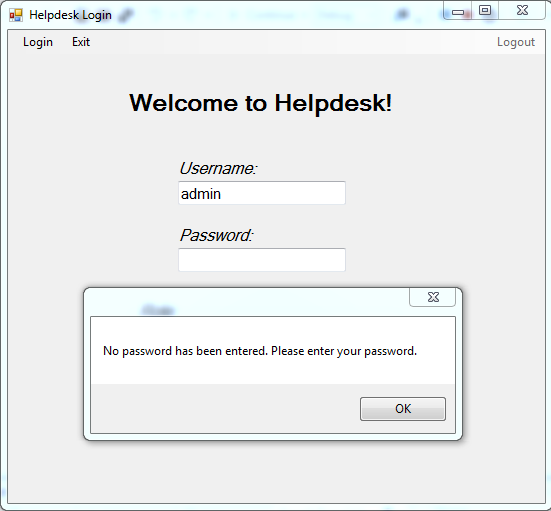 Helpdesk Login
Login Exit Logout
Welcome to Helpdesk!
Username:
admin
Password:
No password has been entered. Please enter your password.
OK